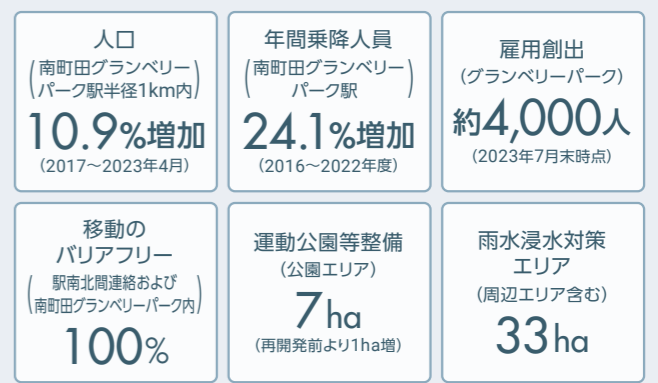 人口
(南町田グランベリー
パーク駅半径1km内)
10.9%増加
(2017〜2023年4月)
年間乗降人員
(南町田グランベリー
パーク駅)
24.1%増加
(2016〜2022年度)
雇用創出
(グランベリーパーク)
約4,000人
(2023年7月末時点)
移動の
バリアフリー
(駅南北間連絡および
南町田グランベリーパーク内)
100%
運動公園等整備
(公園エリア)
7ha
(再開発前より1ha増)
雨水浸水対策
エリア
(周辺エリア含む)
33ha